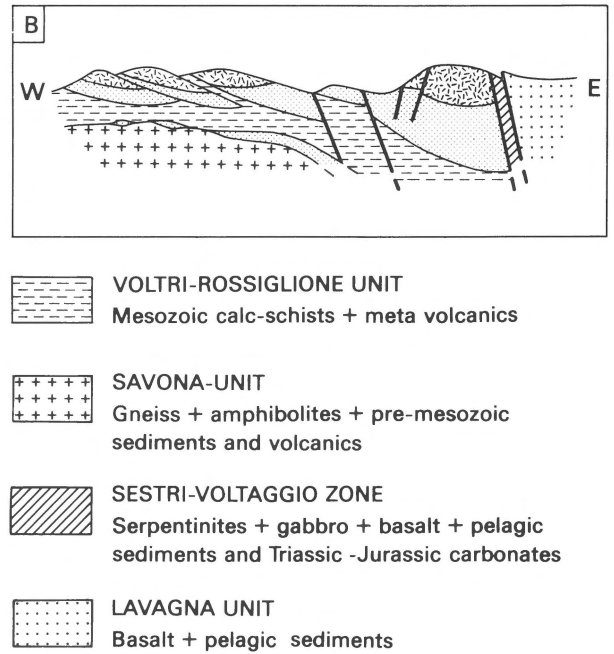 B
W E
VOLTRI-ROSSIGLIONE UNIT
Mesozoic calc-schists + meta volcanics
SAVONA-UNIT
Gneiss + amphibolites + pre-mesozoic
sediments and volcanics
SESTRI-VOLTAGGIO ZONE
Serpentinites + gabbro + basalt + pelagic
sediments and Triassic -Jurassic carbonates
LAVAGNA UNIT
Basalt + pelagic sediments